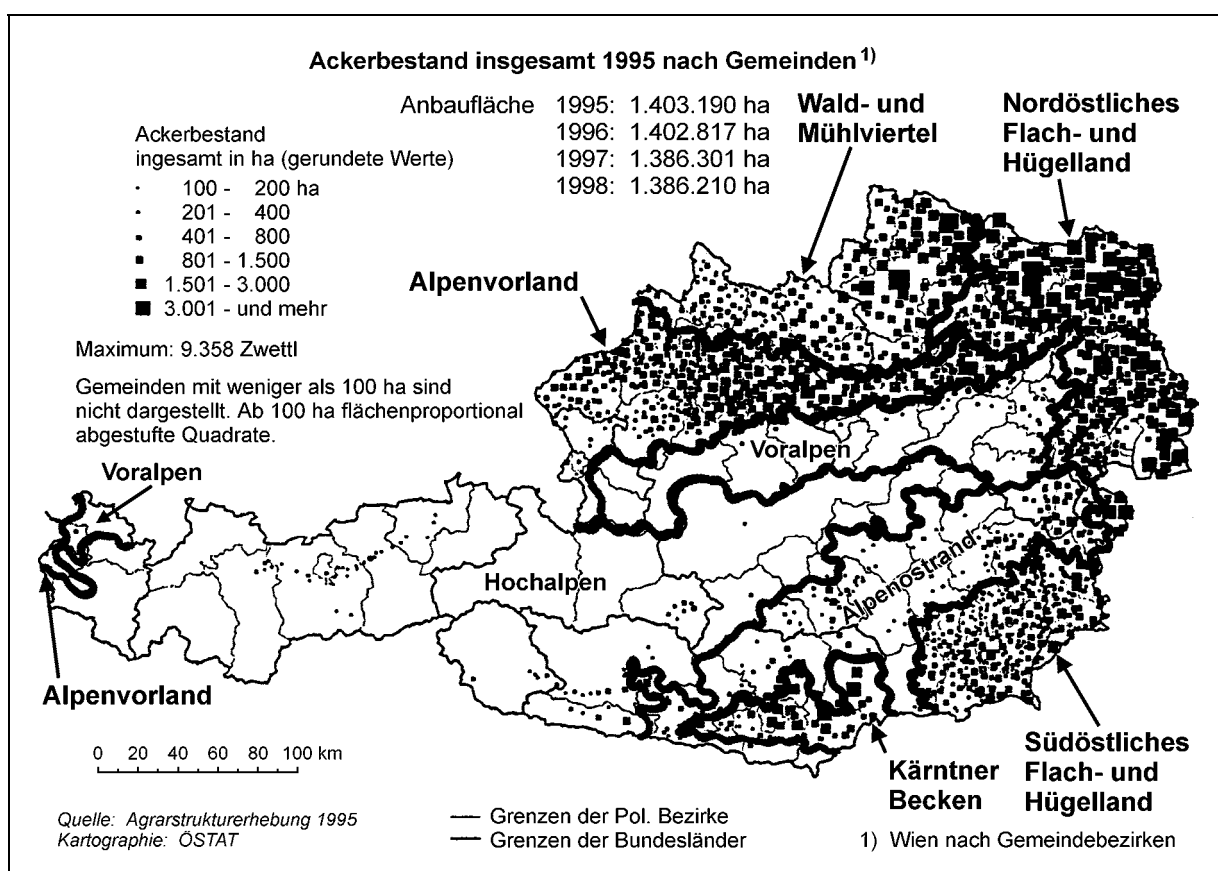 Ackerbestand insgesamt 1995 nach Gemeinden 1)
Anbaufläche 1995: 1.403.190 ha
1996: 1.402.817 ha
1997: 1.386.301 ha
1998: 1.386.210 ha
Wald- und
Mühlviertel
Nordöstliches
Flach- und
Hügelland
Ackerbestand
ingesamt in ha (gerundete Werte)
100 - 200 ha
201 - 400
401 - 800
801 - 1.500
1.501 - 3.000
3.001 - und mehr
Alpenvorland
Maximum: 9.358 Zwettl
Gemeinden mit weniger als 100 ha sind
nicht dargestellt. Ab 100 ha flächenproportional
abgestufte Quadrate.
Voralpen
Voralpen
Hochalpen
Alpenostrand
Alpenvorland
Kärntner
Becken
Südöstliches
Flach- und
Hügelland
0 20 40 60 80 100 km
Quelle: Agrarstrukturerhebung 1995
Kartographie: ÖSTAT
Grenzen der Pol. Bezirke
Grenzen der Bundesländer
1) Wien nach Gemeindebezirken